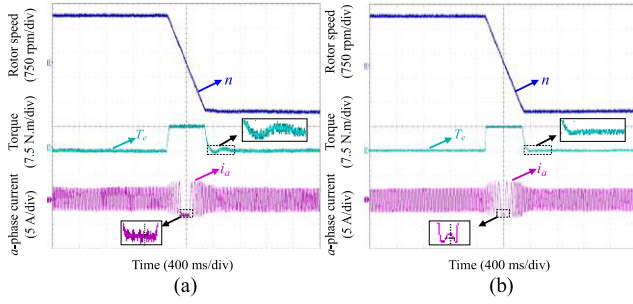 Rotor speed
(750 rpm/div)
n
Torque
(7.5 N.m/div)
Te
a-phase current
(5 A/div)
ia
Time (400 ms/div)
(a)
Rotor speed
(750 rpm/div)
n
Torque
(7.5 N.m/div)
Te
a-phase current
(5 A/div)
ia
Time (400 ms/div)
(b)